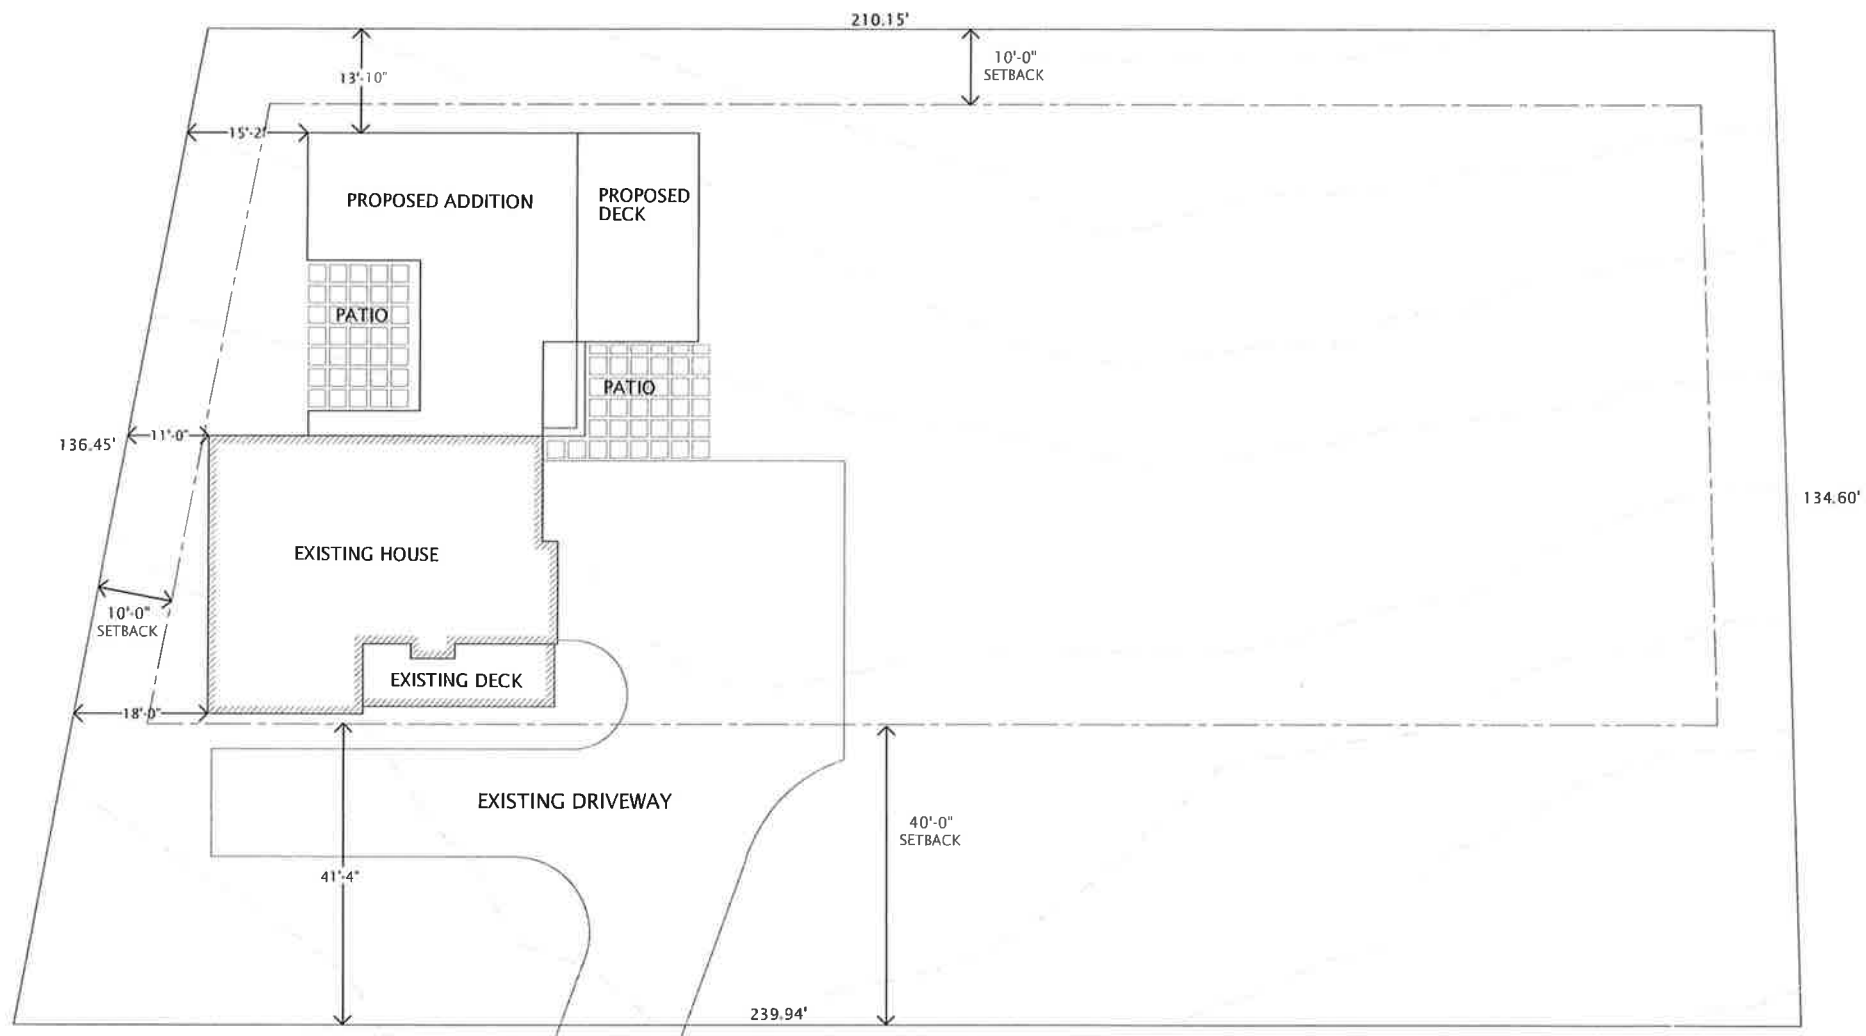 210.15'
13'-10"
10'-0"
SETBACK
15'-2"
PROPOSED ADDITION
PROPOSED
DECK
PATIO
PATIO
136.45'
11'-0"
134.60'
EXISTING HOUSE
10'-0"
SETBACK
EXISTING DECK
18'-0"
EXISTING DRIVEWAY
40'-0"
SETBACK
41'-4"
239.94'